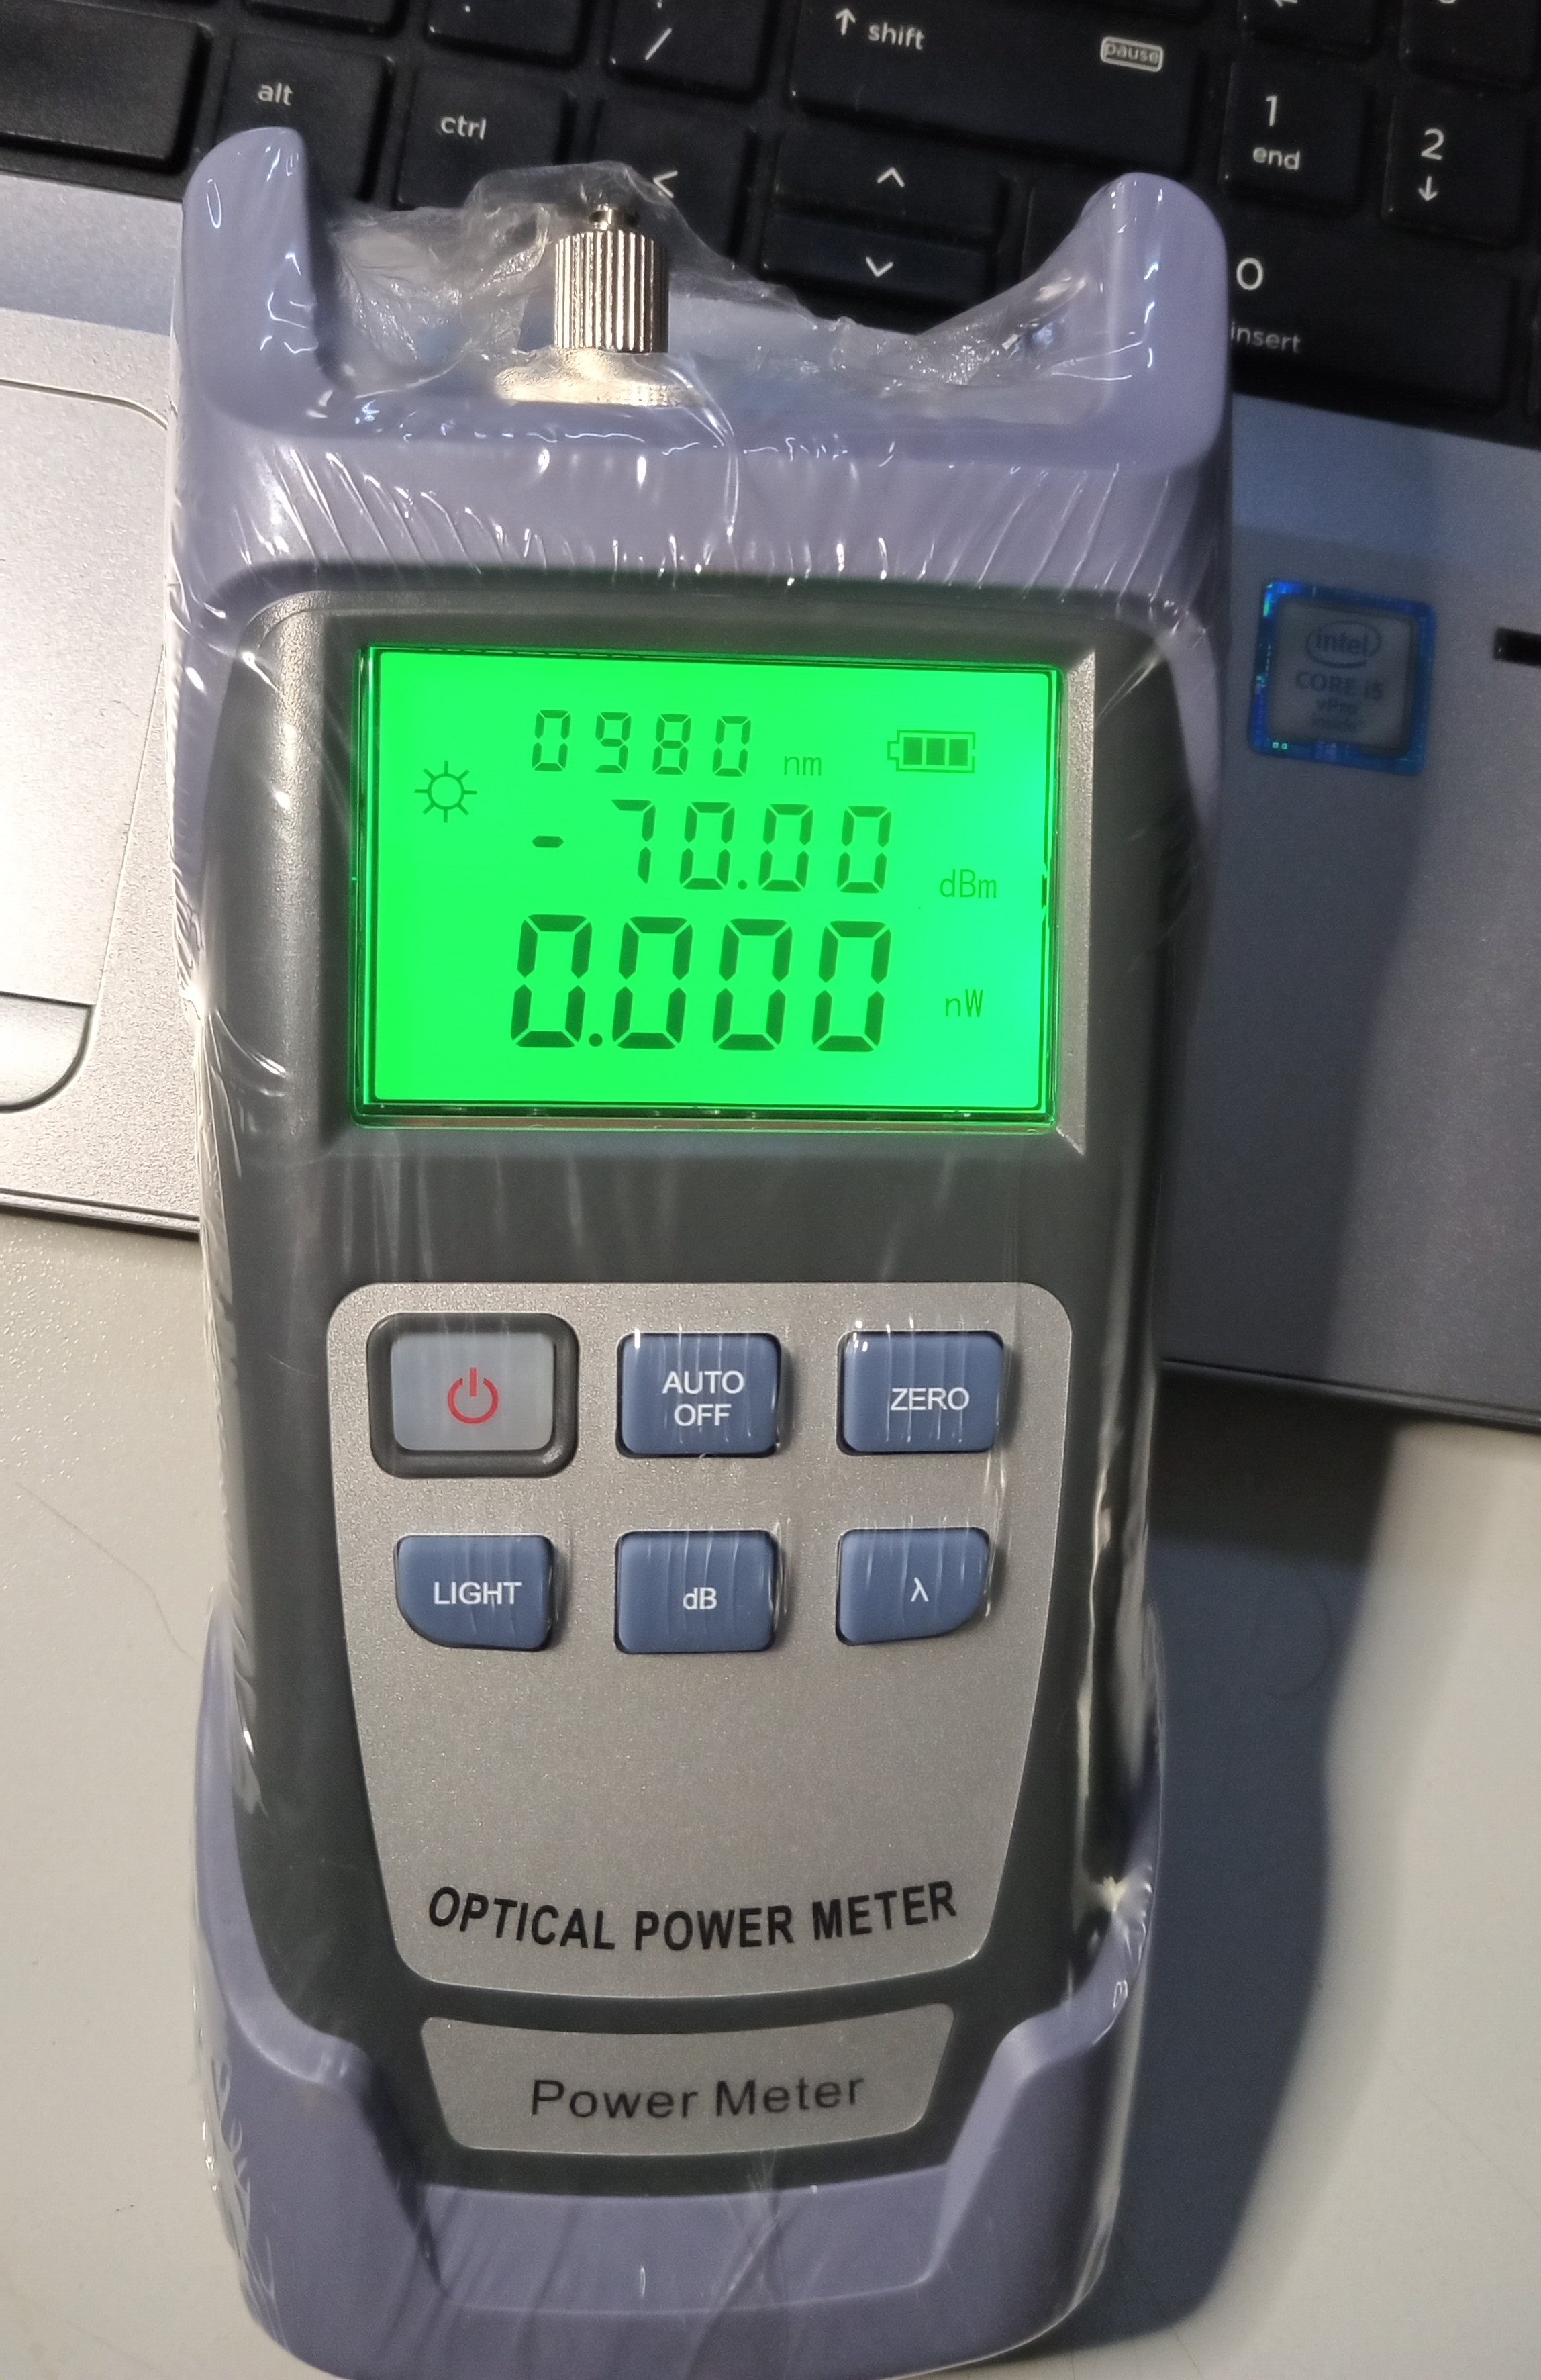 /
↑ shift
pause
alt
ctrl
<
^
1
end
2
↓
0
insert
intel
CORE i5
vPro
inside™
0980 nm
- 70.00 dBm
0.000 nW
AUTO
OFF
ZERO
LIGHT
dB
λ
OPTICAL POWER METER
Power Meter